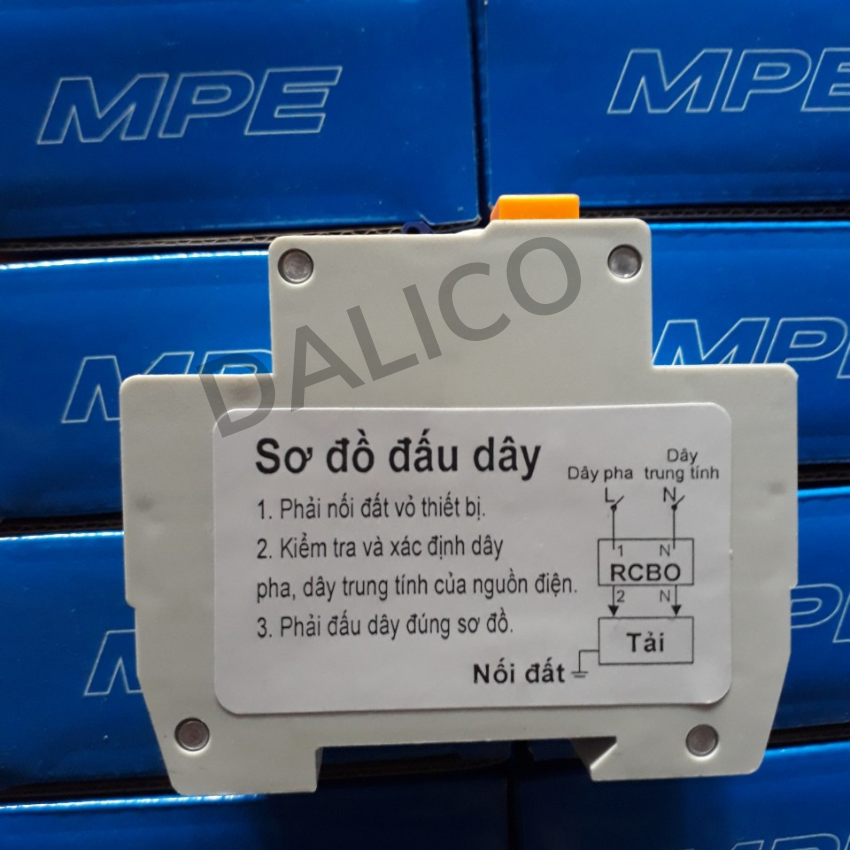 MPE
MPE
DALICO
MPE
MPE
Sơ đồ đấu dây
1. Phải nối đất vỏ thiết bị.
2. Kiểm tra và xác định dây
pha, dây trung tính của nguồn điện.
3. Phải đấu dây đúng sơ đồ.
Dây pha
Dây
trung tính
L
N
1
N
RCBO
2
N
Tải
Nối đất